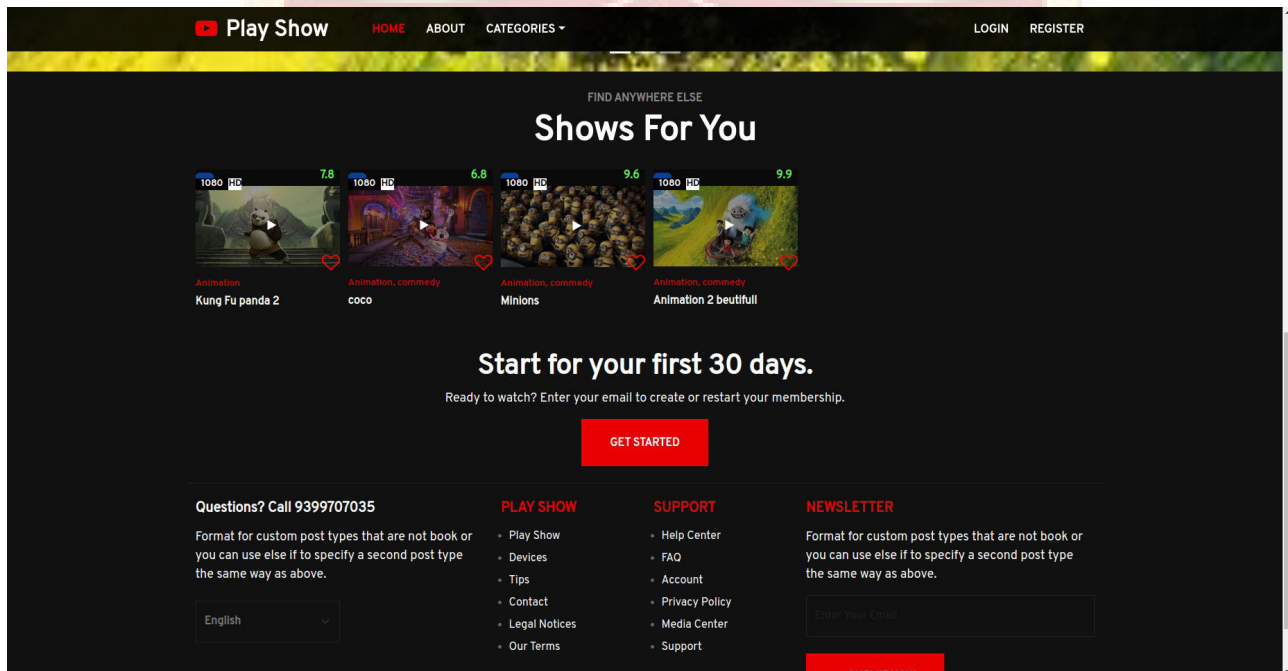 Play Show
HOME
ABOUT
CATEGORIES
LOGIN
REGISTER
FIND ANYWHERE ELSE
Shows For You
1080 HD
7.8
1080 HD
6.8
1080 HD
9.6
1080 HD
9.9
Animation
Kung Fu panda 2
Animation, commedy
coco
Animation, commedy
Minions
Animation, commedy
Animation 2 beutifull
Start for your first 30 days.
Ready to watch? Enter your email to create or restart your membership.
GET STARTED
Questions? Call 9399707035
Format for custom post types that are not book or
you can use else if to specify a second post type
the same way as above.
English
PLAY SHOW
Play Show
Devices
Tips
Contact
Legal Notices
Our Terms
SUPPORT
Help Center
FAQ
Account
Privacy Policy
Media Center
Support
NEWSLETTER
Format for custom post types that are not book or
you can use else if to specify a second post type
the same way as above.
Enter Your Email